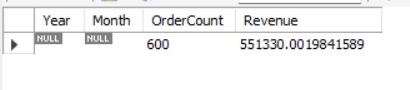 Year Month OrderCount Revenue
NULL NULL 600 551330.0019841589